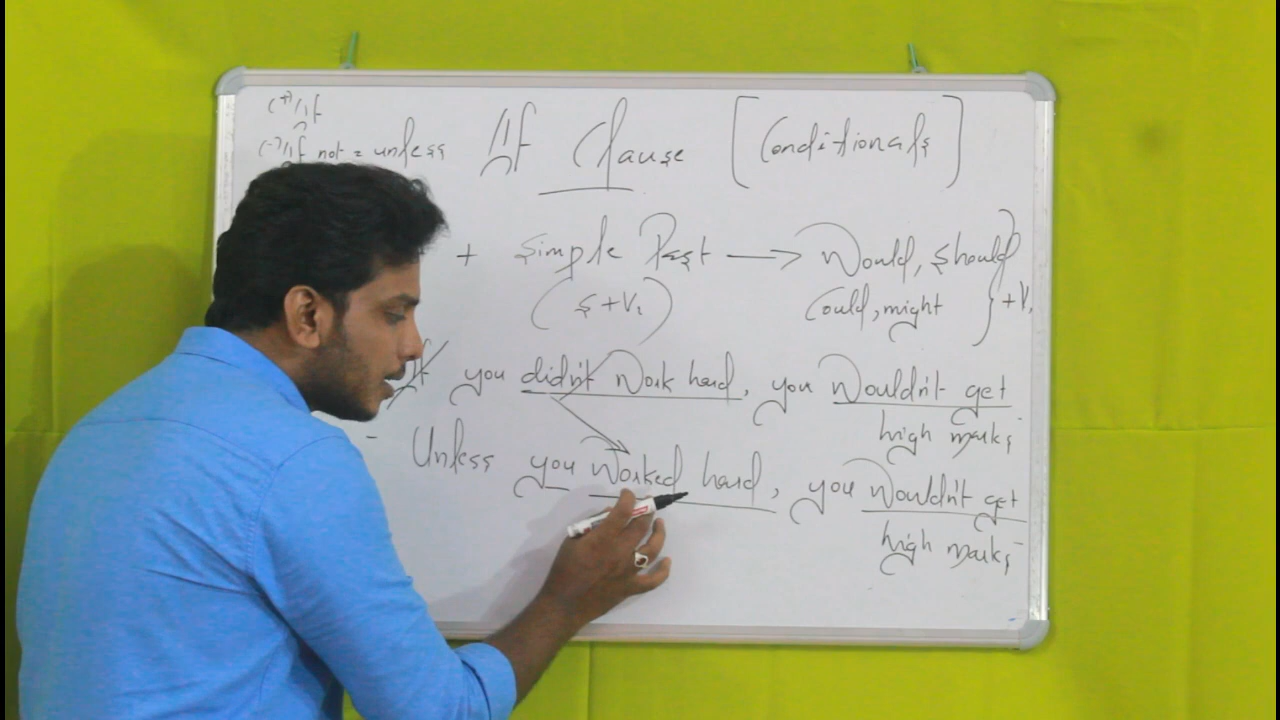 (+) If
(-) If not = unless
If Clause [Conditionals]
+ Simple Past → Would, Should
(S + V2) Could, might } + V1
If you didn't work hard, you wouldn't get
high marks
- Unless you worked hard, you wouldn't get
high marks